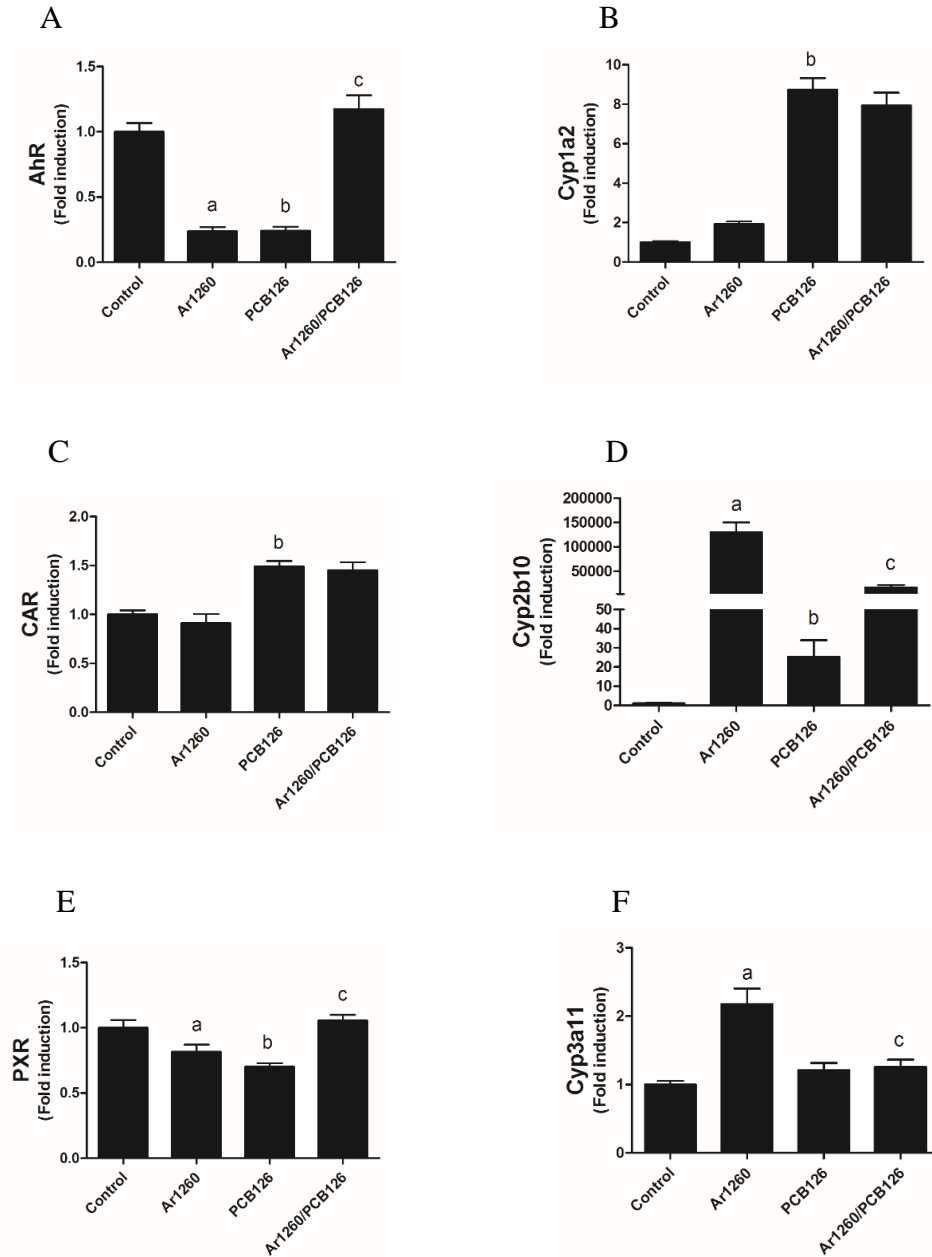 A
AhR
(Fold induction)
1.5
1.0
0.5
0.0
a
b
c
Control
Ar1260
PCB126
Ar1260/PCB126
B
Cyp1a2
(Fold induction)
10
8
6
4
2
0
b
Control
Ar1260
PCB126
Ar1260/PCB126
C
CAR
(Fold induction)
2.0
1.5
1.0
0.5
0.0
b
Control
Ar1260
PCB126
Ar1260/PCB126
D
Cyp2b10
(Fold induction)
200000
150000
100000
50000
50
40
30
20
10
0
a
b
c
Control
Ar1260
PCB126
Ar1260/PCB126
E
PXR
(Fold induction)
1.5
1.0
0.5
0.0
a
b
c
Control
Ar1260
PCB126
Ar1260/PCB126
F
Cyp3a11
(Fold induction)
3
2
1
0
a
c
Control
Ar1260
PCB126
Ar1260/PCB126